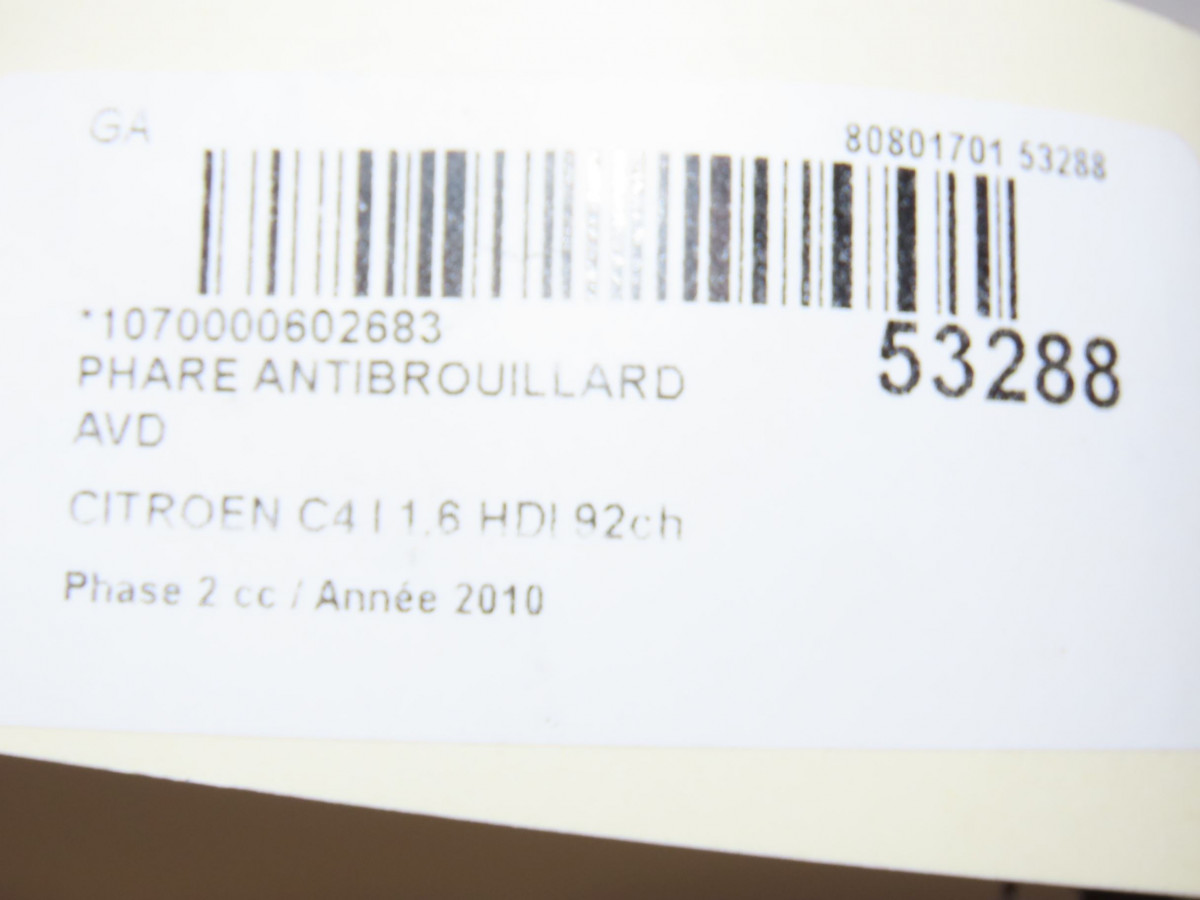 GA
80801701 53288
*1070000602683
53288
PHARE ANTIBROUILLARD
AVD
CITROEN C4 I 1.6 HDI 92ch
Phase 2 cc / Année 2010